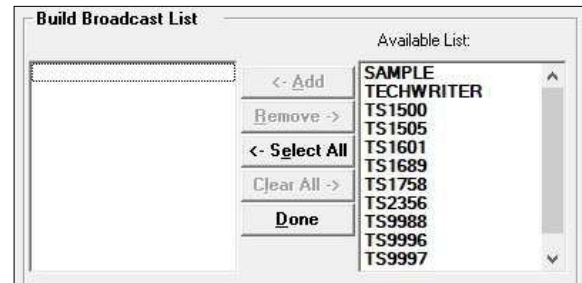 Build Broadcast List
Available List:
<- Add
Remove ->
<- Select All
Clear All ->
Done
SAMPLE
TECHWRITER
TS1500
TS1505
TS1601
TS1689
TS1758
TS2356
TS9988
TS9996
TS9997